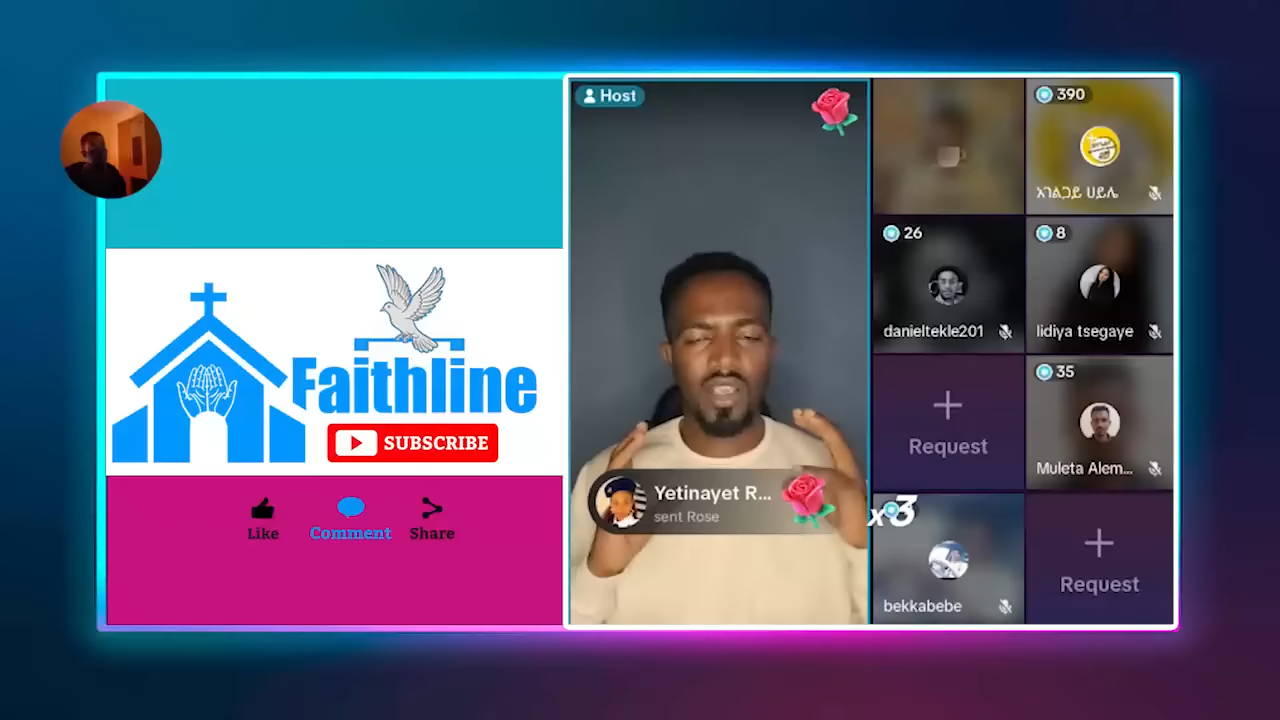 Faithline
SUBSCRIBE
Like
Comment
Share
Host
Yetinayet R...
sent Rose
x3
390
አገልጋይ ሀይሌ
26
danieltekle201
8
lidiya tsegaye
Request
35
Muleta Alem...
bekkabebe
Request